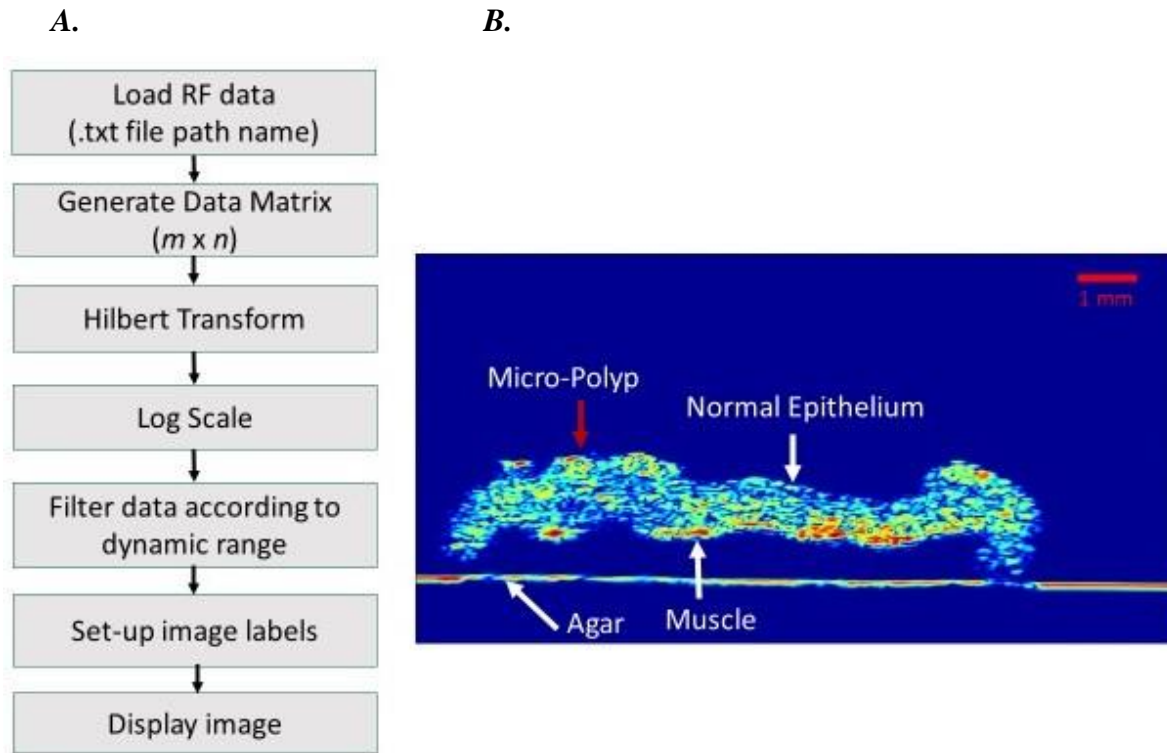 A.
B.
Load RF data
(.txt file path name)
Generate Data Matrix
(m x n)
Hilbert Transform
Log Scale
Filter data according to
dynamic range
Set-up image labels
Display image
1 mm
Micro-Polyp
Normal Epithelium
Agar
Muscle